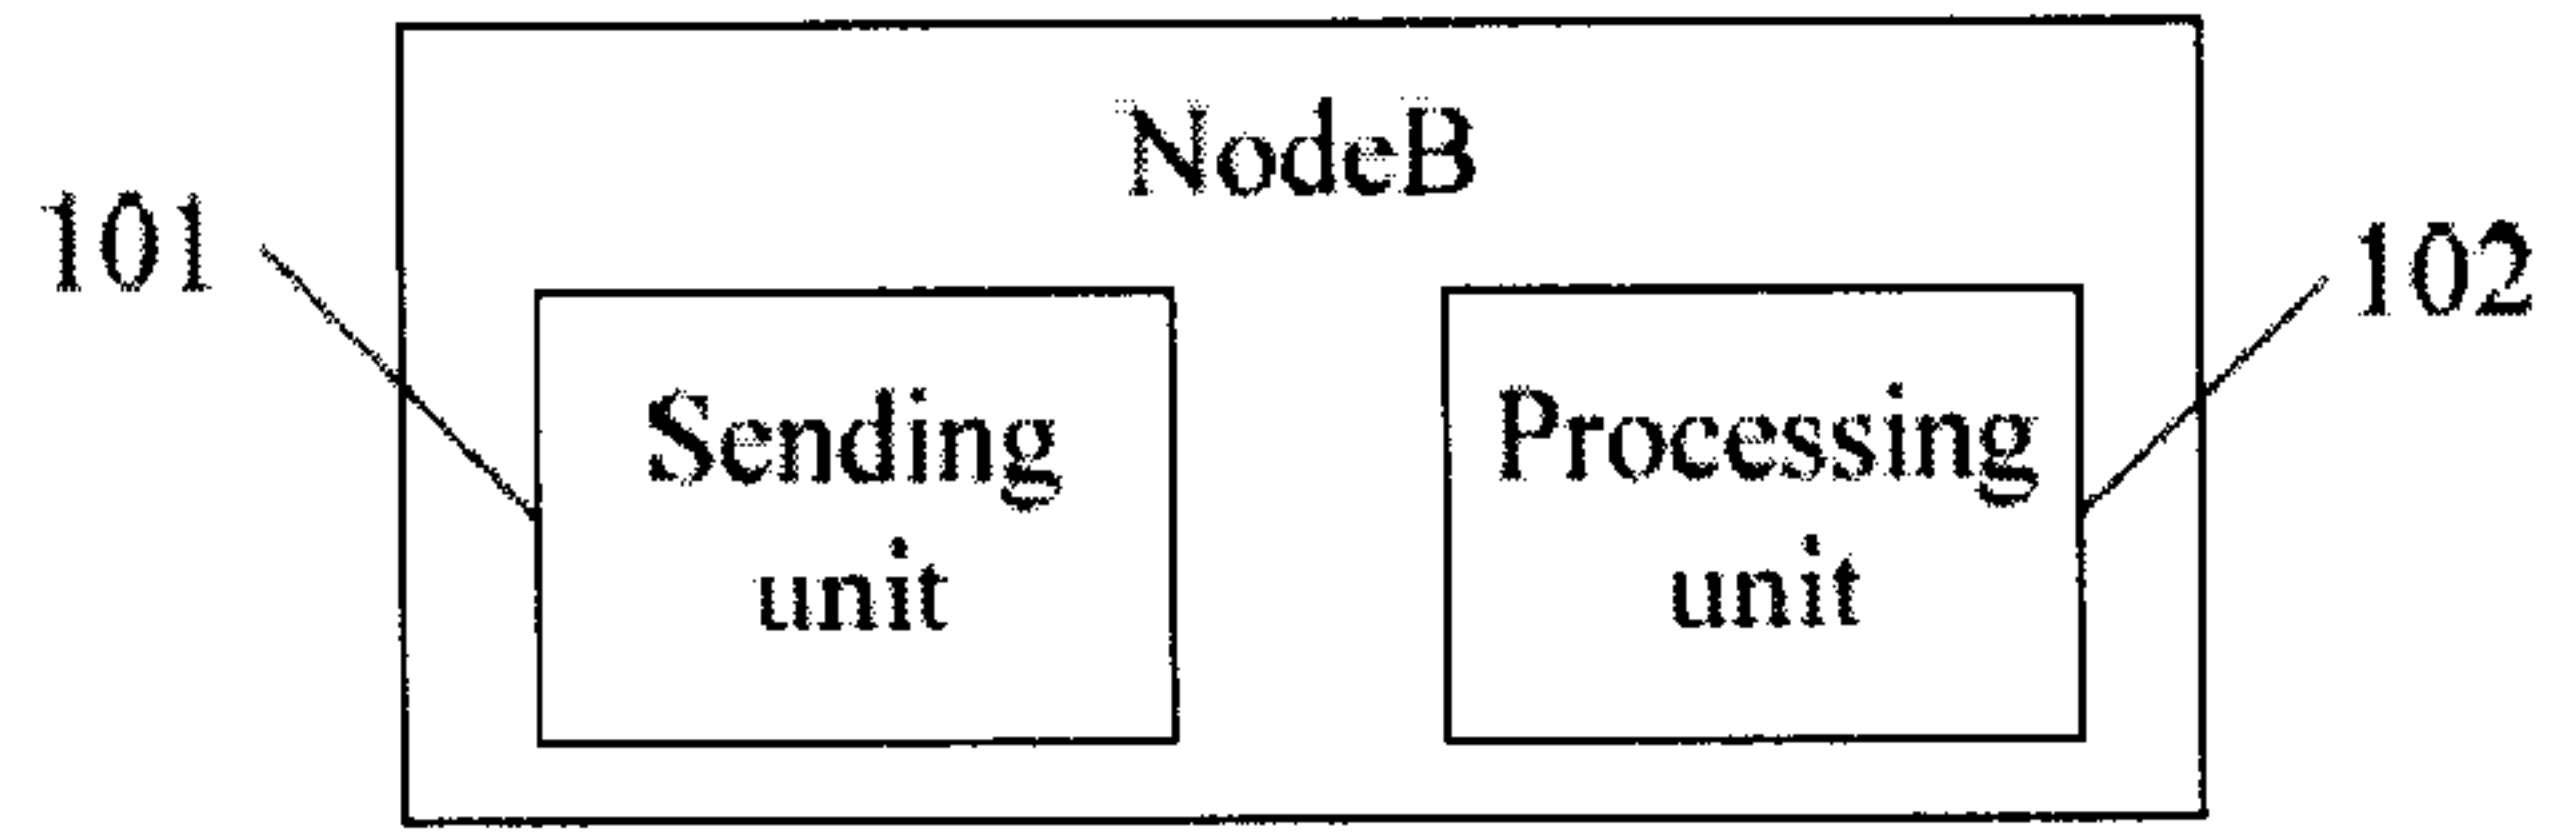 NodeB
101
102
Sending
unit
Processing
unit